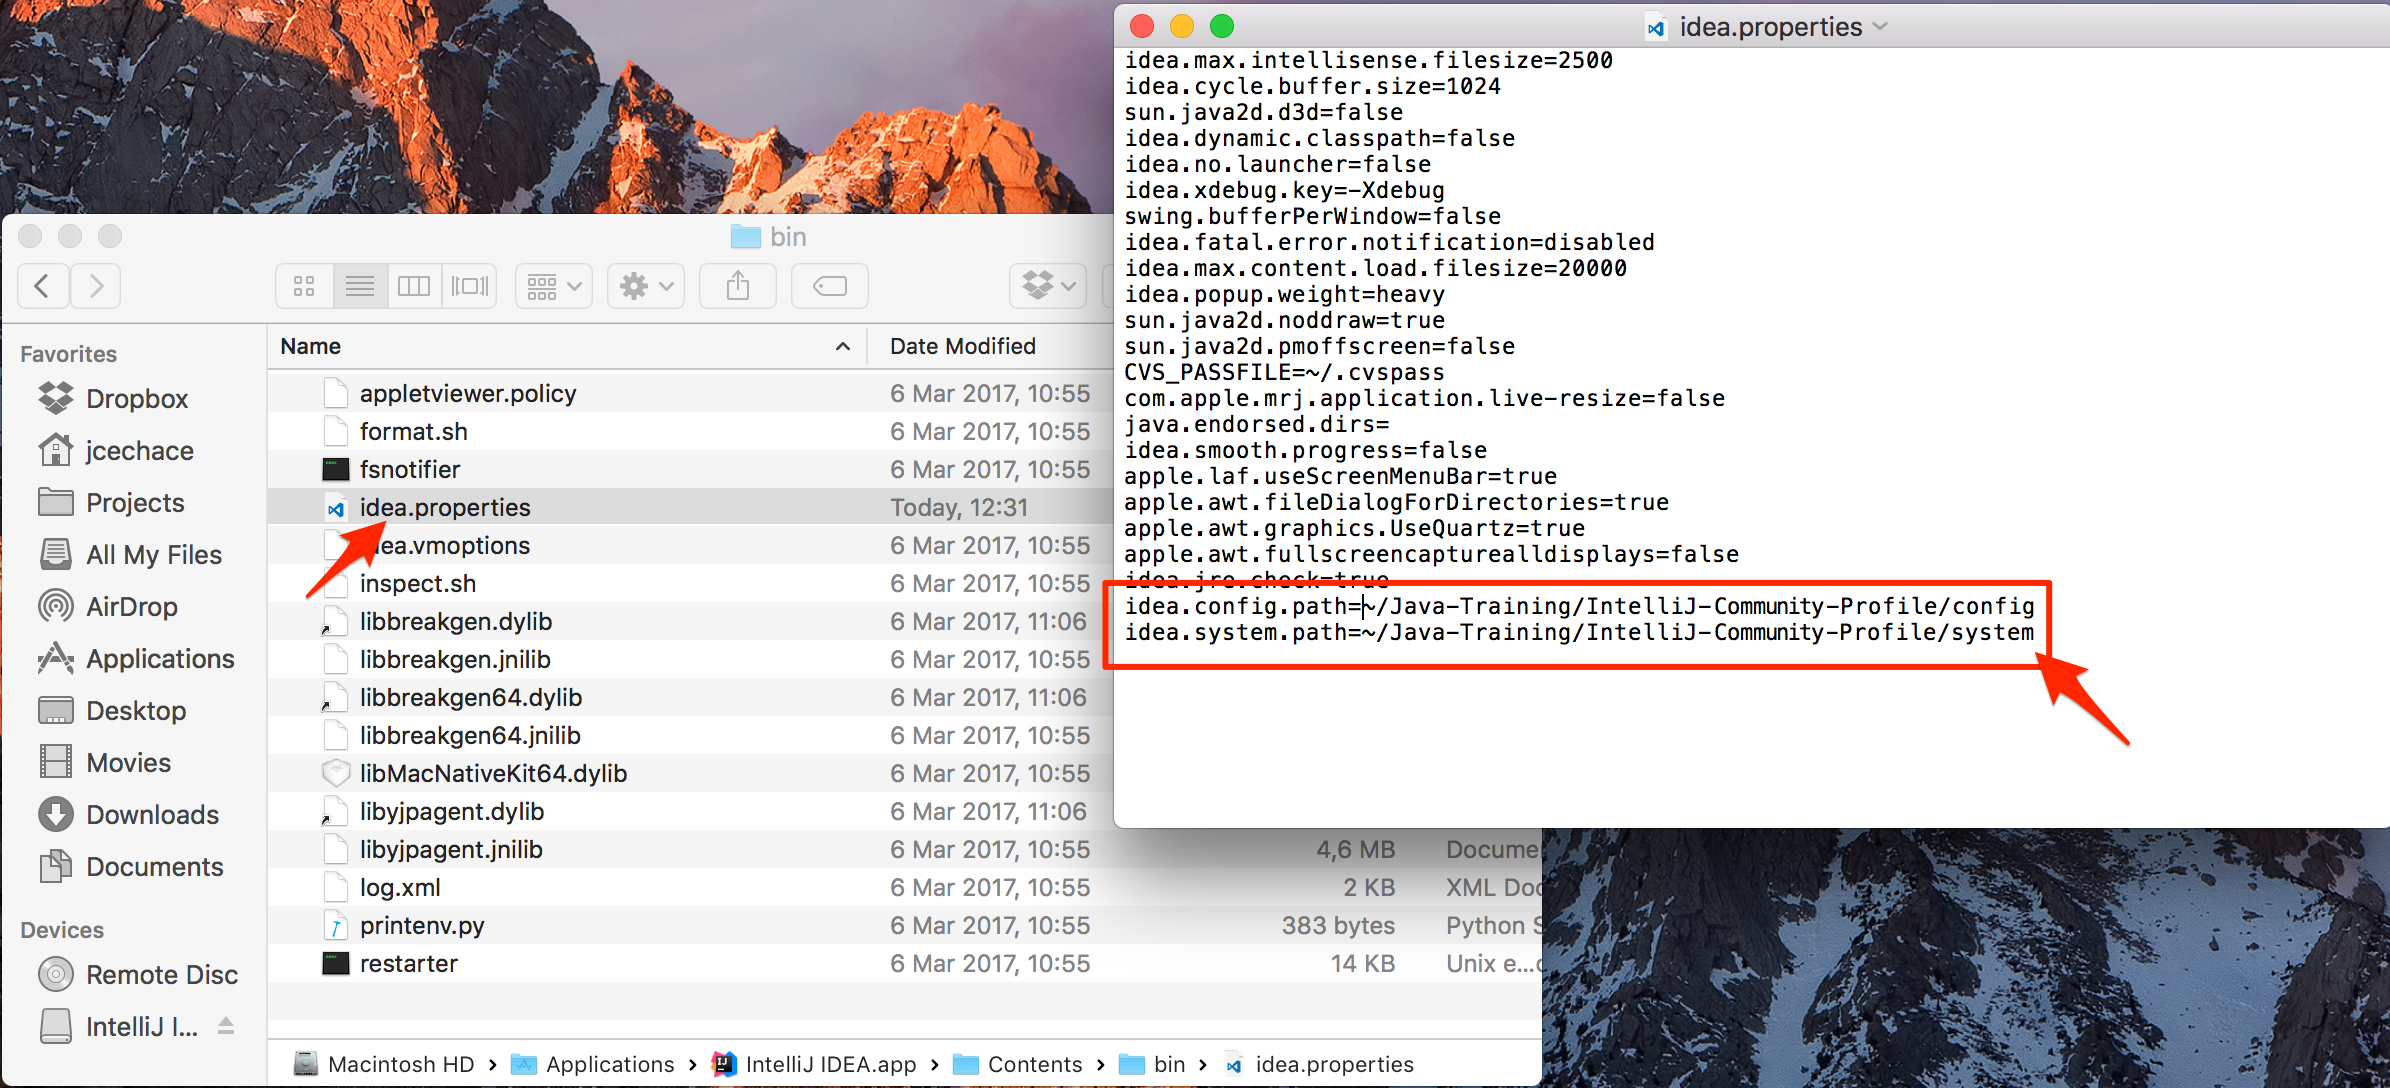 idea.properties
idea.max.intellisense.filesize=2500
idea.cycle.buffer.size=1024
sun.java2d.d3d=false
idea.dynamic.classpath=false
idea.no.launcher=false
idea.xdebug.key=-Xdebug
swing.bufferPerWindow=false
idea.fatal.error.notification=disabled
idea.max.content.load.filesize=20000
idea.popup.weight=heavy
sun.java2d.noddraw=true
sun.java2d.pmoffscreen=false
CVS_PASSFILE=~/.cvspass
com.apple.mrj.application.live-resize=false
java.endorsed.dirs=
idea.smooth.progress=false
apple.laf.useScreenMenuBar=true
apple.awt.fileDialogForDirectories=true
apple.awt.graphics.UseQuartz=true
apple.awt.fullscreencapturealldisplays=false
idea.jre.check=true
idea.config.path=~/Java-Training/IntelliJ-Community-Profile/config
idea.system.path=~/Java-Training/IntelliJ-Community-Profile/system
bin
Favorites
Dropbox
jcechace
Projects
All My Files
AirDrop
Applications
Desktop
Movies
Downloads
Documents
Devices
Remote Disc
IntelliJ I...
Name Date Modified
appletviewer.policy 6 Mar 2017, 10:55
format.sh 6 Mar 2017, 10:55
fsnotifier 6 Mar 2017, 10:55
idea.properties Today, 12:31
ea.vmoptions 6 Mar 2017, 10:55
inspect.sh 6 Mar 2017, 10:55
libbreakgen.dylib 6 Mar 2017, 11:06
libbreakgen.jnilib 6 Mar 2017, 10:55
libbreakgen64.dylib 6 Mar 2017, 11:06
libbreakgen64.jnilib 6 Mar 2017, 10:55
libMacNativeKit64.dylib 6 Mar 2017, 10:55
libyjpagent.dylib 6 Mar 2017, 11:06
libyjpagent.jnilib 6 Mar 2017, 10:55 4,6 MB Docume
log.xml 6 Mar 2017, 10:55 2 KB XML Doc
printenv.py 6 Mar 2017, 10:55 383 bytes Python S
restarter 6 Mar 2017, 10:55 14 KB Unix e...c
Macintosh HD › Applications › IntelliJ IDEA.app › Contents › bin › idea.properties